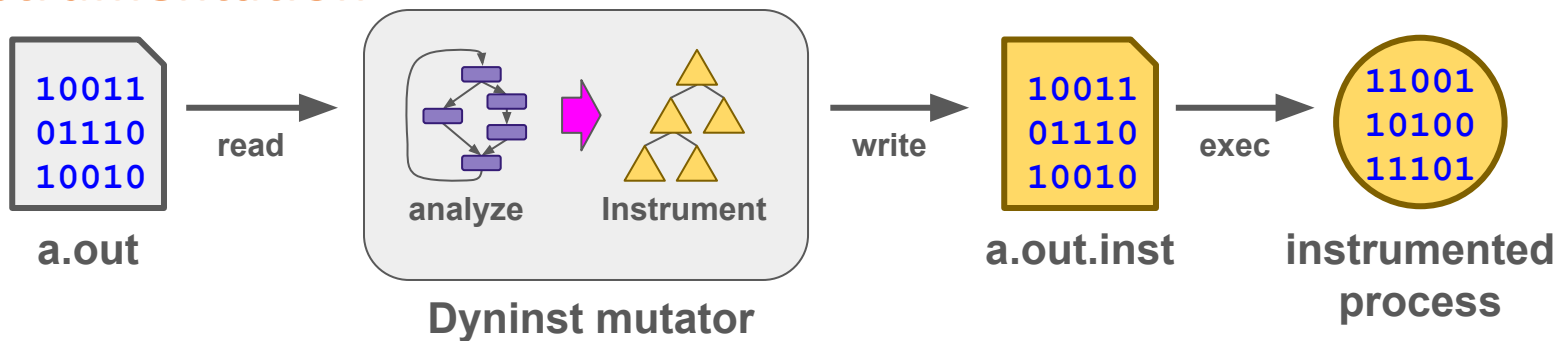 10011
01110
10010
read
a.out
analyze
Instrument
Dyninst mutator
write
10011
01110
10010
a.out.inst
exec
11001
10100
11101
instrumented
process